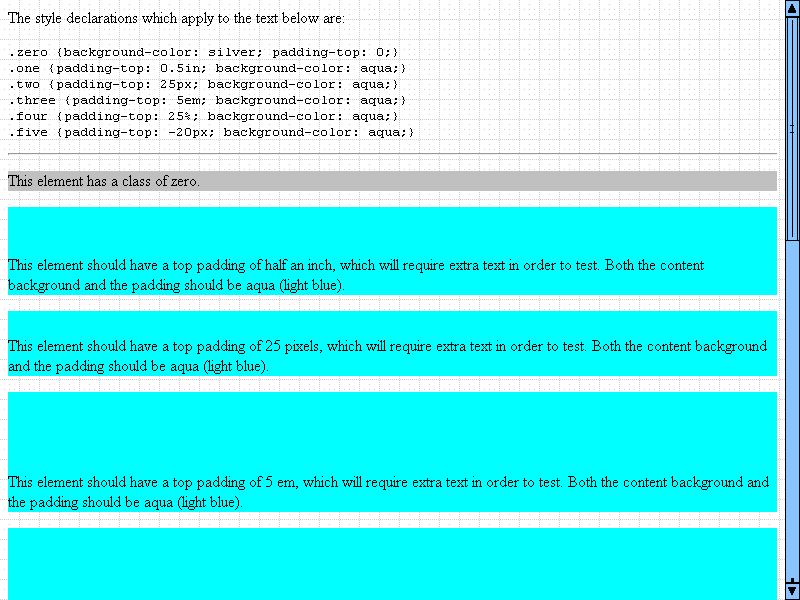 The style declarations which apply to the text below are:
.zero {background-color: silver; padding-top: 0;}
.one {padding-top: 0.5in; background-color: aqua;}
.two {padding-top: 25px; background-color: aqua;}
.three {padding-top: 5em; background-color: aqua;}
.four {padding-top: 25%; background-color: aqua;}
.five {padding-top: -20px; background-color: aqua;}
This element has a class of zero.
This element should have a top padding of half an inch, which will require extra text in order to test. Both the content
background and the padding should be aqua (light blue).
This element should have a top padding of 25 pixels, which will require extra text in order to test. Both the content background
and the padding should be aqua (light blue).
This element should have a top padding of 5 em, which will require extra text in order to test. Both the content background and
the padding should be aqua (light blue).